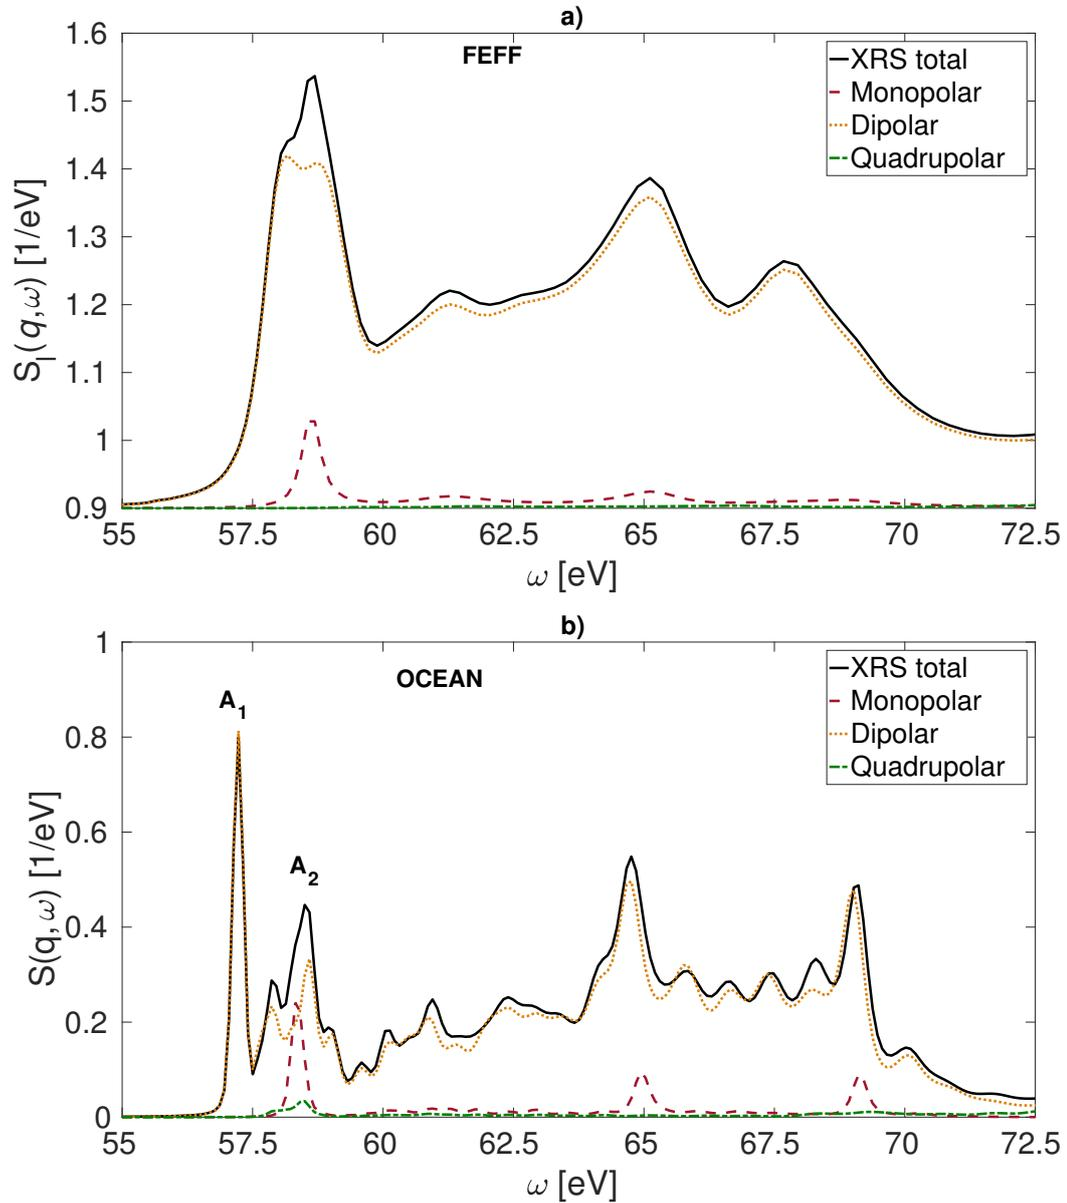 a)
FEFF
XRS total
Monopolar
Dipolar
Quadrupolar
1.6
1.5
1.4
1.3
1.2
1.1
1
0.9
S_l(q,ω) [1/eV]
55 57.5 60 62.5 65 67.5 70 72.5
ω [eV]
b)
OCEAN
A_1
A_2
XRS total
Monopolar
Dipolar
Quadrupolar
1
0.8
0.6
0.4
0.2
0
S(q,ω) [1/eV]
55 57.5 60 62.5 65 67.5 70 72.5
ω [eV]